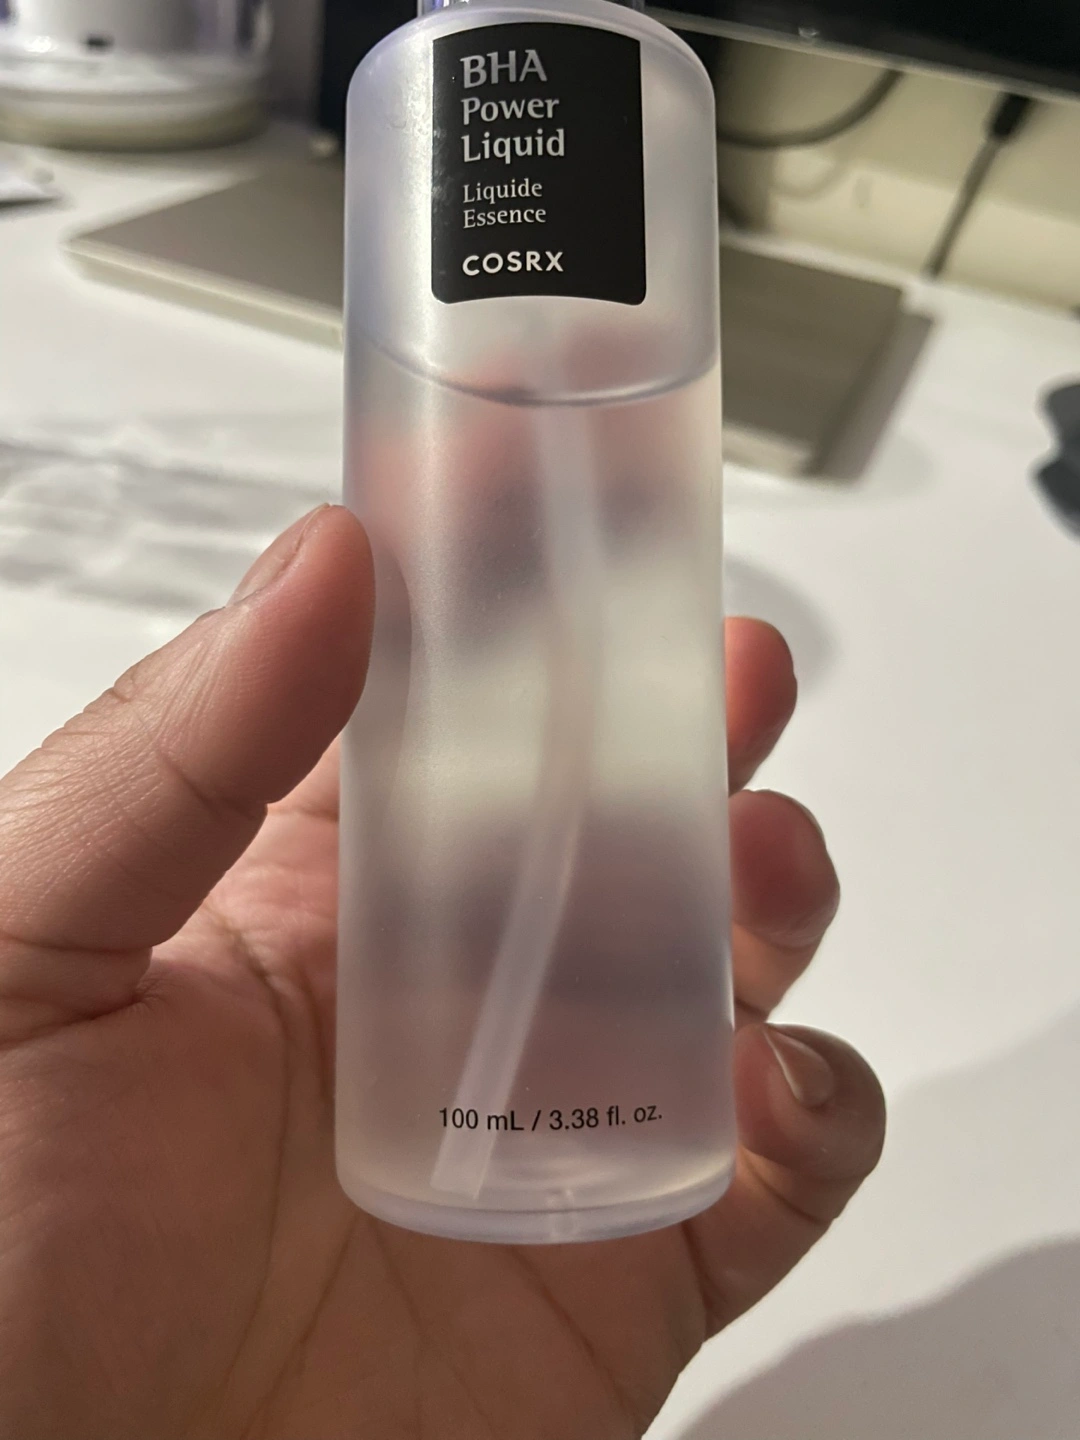 BHA
Power
Liquid
Liquide
Essence
COSRX
100 mL / 3.38 fl. oz.